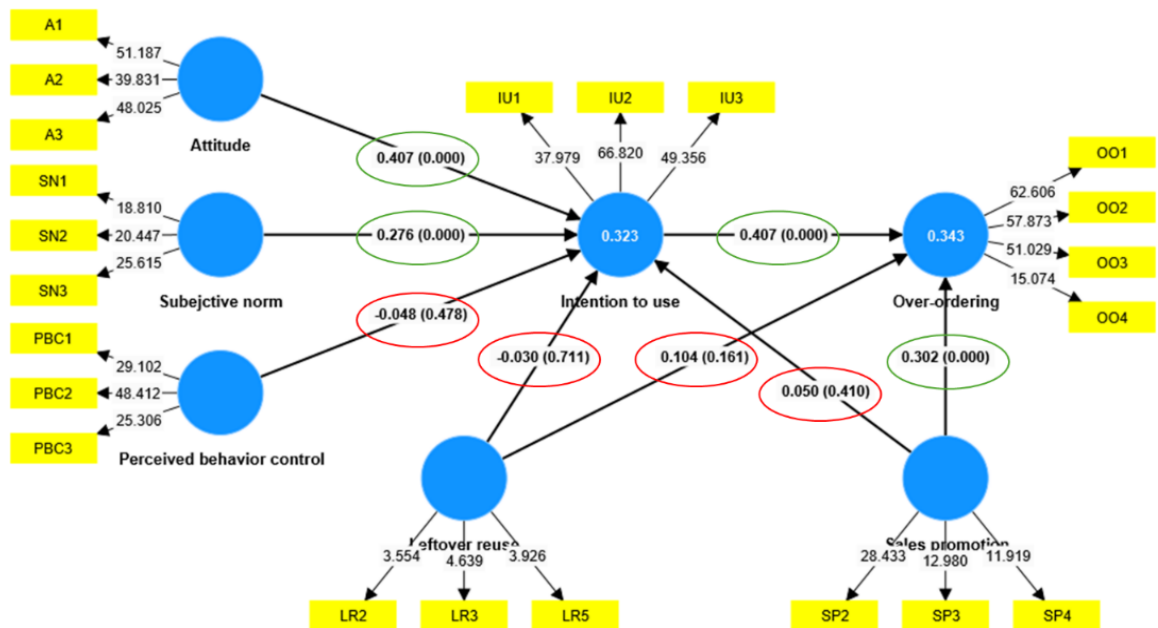 A1
51.187
A2
39.831
48.025
A3
Attitude
0.407 (0.000)
IU1
IU2
IU3
37.979
66.820
49.356
SN1
18.810
SN2
20.447
25.615
SN3
Subejctive norm
0.276 (0.000)
0.323
Intention to use
0.407 (0.000)
0.343
Over-ordering
OO1
62.606
57.873
OO2
51.029
OO3
15.074
OO4
-0.048 (0.478)
PBC1
29.102
PBC2
48.412
25.306
PBC3
Perceived behavior control
-0.030 (0.711)
0.104 (0.161)
0.050 (0.410)
0.302 (0.000)
Leftover reuse
3.554
4.639
3.926
LR2
LR3
LR5
Sales promotion
28.433
12.980
11.919
SP2
SP3
SP4